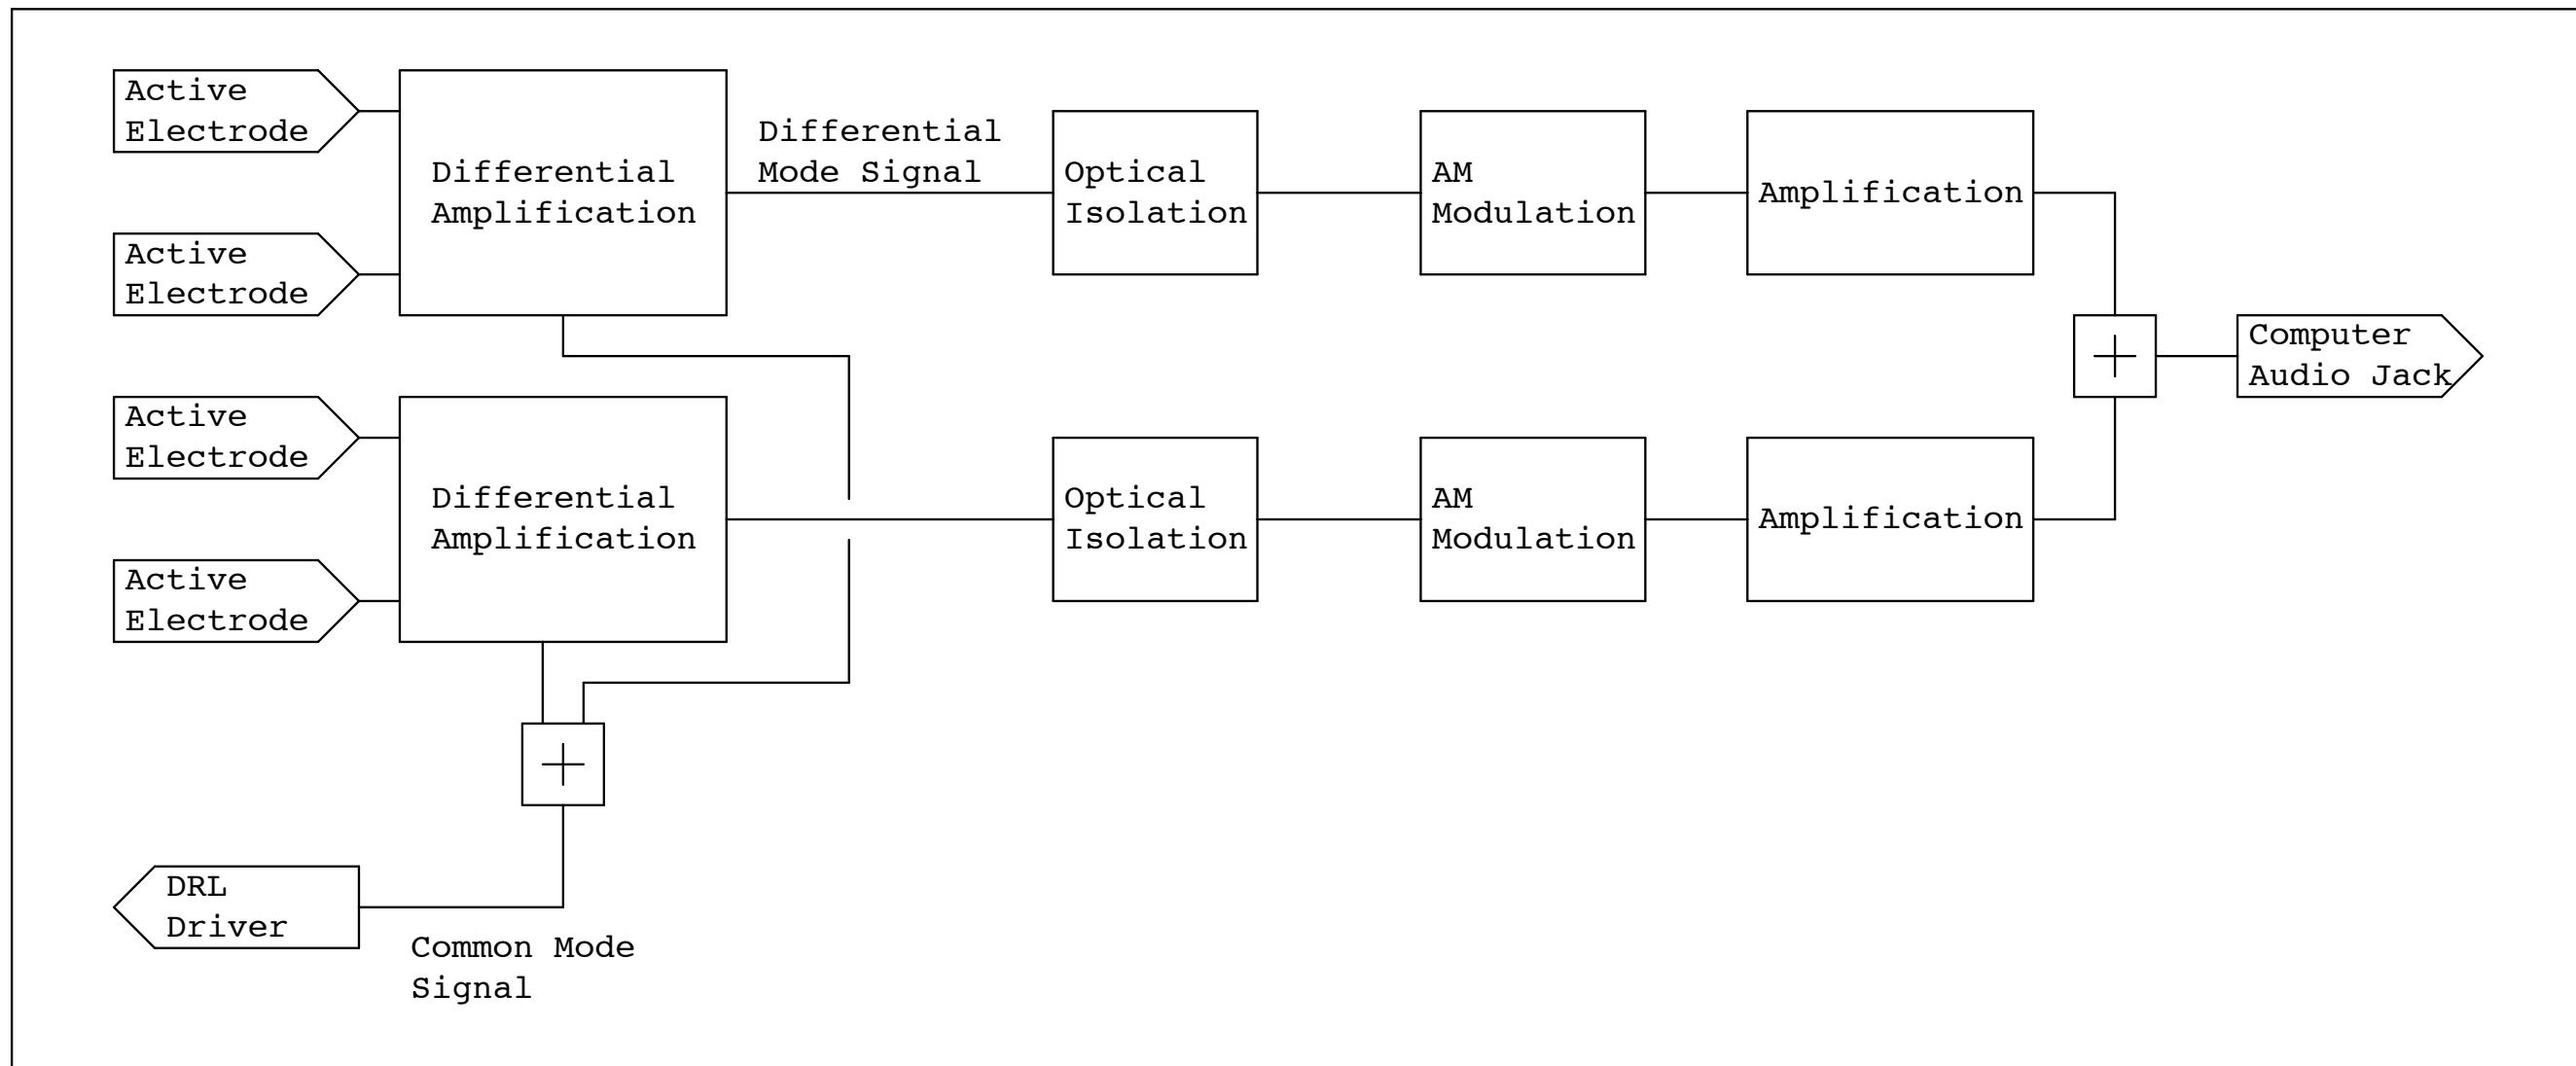 Active
Electrode
Active
Electrode
Differential
Amplification
Differential
Mode Signal
Optical
Isolation
AM
Modulation
Amplification
Computer
Audio Jack
Active
Electrode
Active
Electrode
Differential
Amplification
Optical
Isolation
AM
Modulation
Amplification
+
+
DRL
Driver
Common Mode
Signal